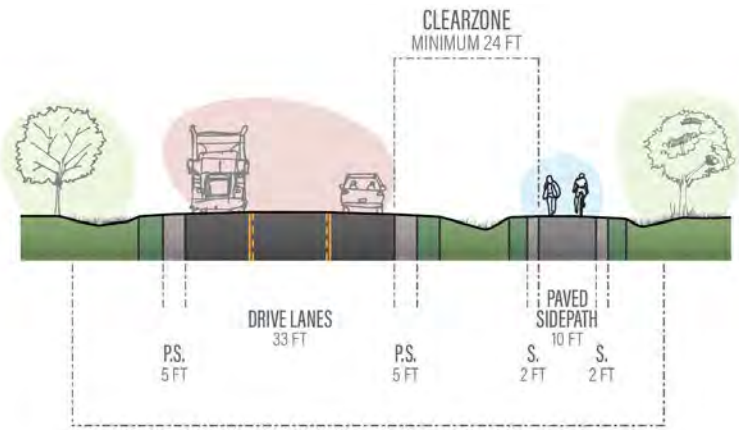 CLEARZONE
MINIMUM 24 FT
DRIVE LANES
33 FT
PAVED
SIDEPATH
10 FT
P.S.
5 FT
P.S.
5 FT
S.
2 FT
S.
2 FT